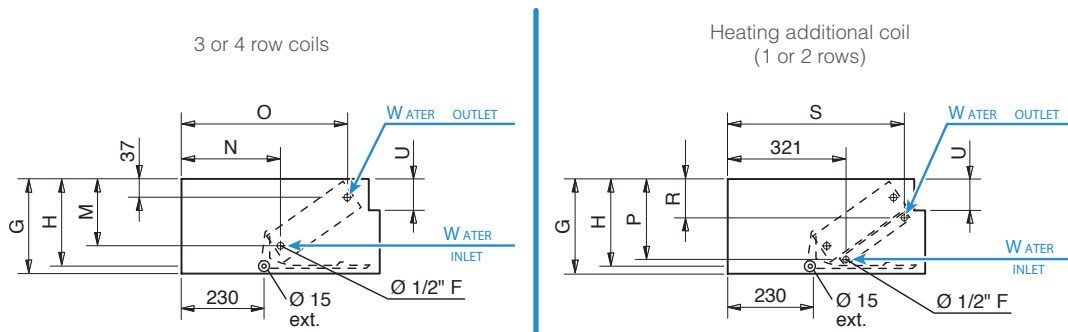 3 or 4 row coils
O
WATER OUTLET
N
37
U
G
H
M
WATER
INLET
230
Ø 15
ext.
Ø 1/2" F
Heating additional coil
(1 or 2 rows)
S
WATER OUTLET
321
U
R
G
H
P
WATER
INLET
230
Ø 15
ext.
Ø 1/2" F